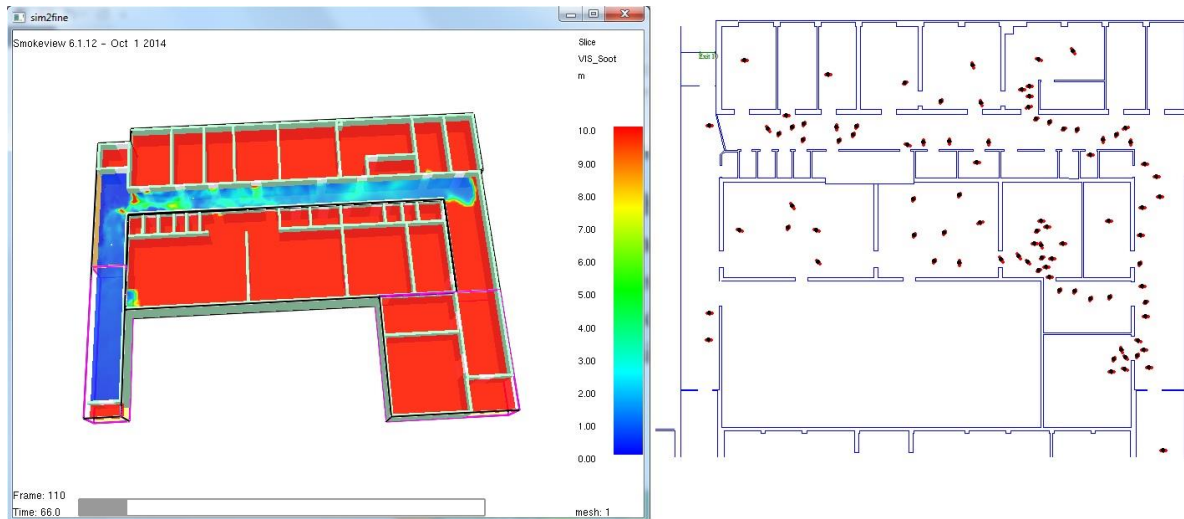 sim2fine
Smokeview 6.1.12 - Oct 1 2014
Slice
VIS_Soot
m
10.0
9.00
8.00
7.00
6.00
5.00
4.00
3.00
2.00
1.00
0.00
Frame: 110
Time: 66.0
mesh: 1